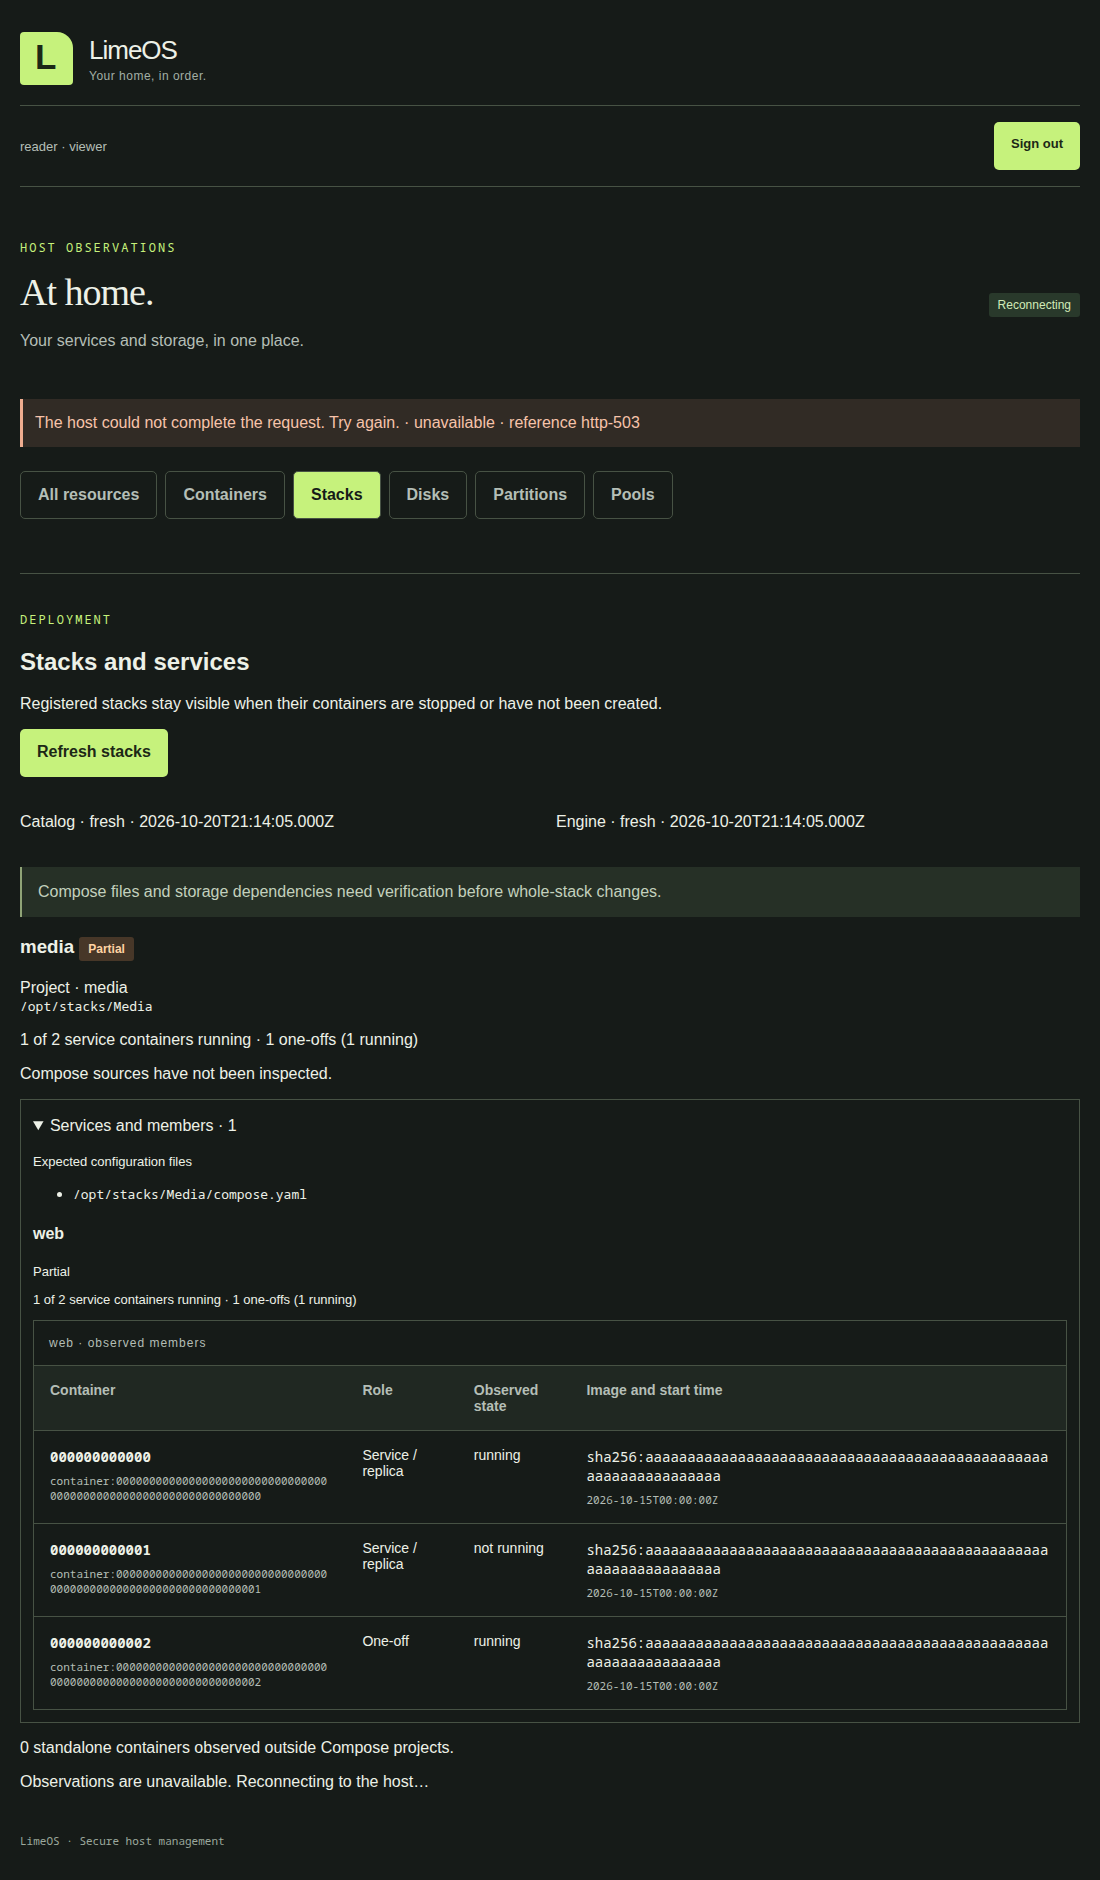 L
LimeOS
Your home, in order.
reader · viewer
Sign out
HOST OBSERVATIONS
At home.
Reconnecting
Your services and storage, in one place.
The host could not complete the request. Try again. · unavailable · reference http-503
All resources
Containers
Stacks
Disks
Partitions
Pools
DEPLOYMENT
Stacks and services
Registered stacks stay visible when their containers are stopped or have not been created.
Refresh stacks
Catalog · fresh · 2026-10-20T21:14:05.000Z
Engine · fresh · 2026-10-20T21:14:05.000Z
Compose files and storage dependencies need verification before whole-stack changes.
media Partial
Project · media
/opt/stacks/Media
1 of 2 service containers running · 1 one-offs (1 running)
Compose sources have not been inspected.
▼ Services and members · 1
Expected configuration files
• /opt/stacks/Media/compose.yaml
web
Partial
1 of 2 service containers running · 1 one-offs (1 running)
web · observed members
Container
Role
Observed
state
Image and start time
000000000000
container:00000000000000000000000000000000
00000000000000000000000000000000
Service /
replica
running
sha256:aaaaaaaaaaaaaaaaaaaaaaaaaaaaaaaaaaaaaaaaaaaaaaaa
aaaaaaaaaaaaaaaa
2026-10-15T00:00:00Z
000000000001
container:00000000000000000000000000000000
00000000000000000000000000000001
Service /
replica
not running
sha256:aaaaaaaaaaaaaaaaaaaaaaaaaaaaaaaaaaaaaaaaaaaaaaaa
aaaaaaaaaaaaaaaa
2026-10-15T00:00:00Z
000000000002
container:00000000000000000000000000000000
00000000000000000000000000000002
One-off
running
sha256:aaaaaaaaaaaaaaaaaaaaaaaaaaaaaaaaaaaaaaaaaaaaaaaa
aaaaaaaaaaaaaaaa
2026-10-15T00:00:00Z
0 standalone containers observed outside Compose projects.
Observations are unavailable. Reconnecting to the host…
LimeOS · Secure host management